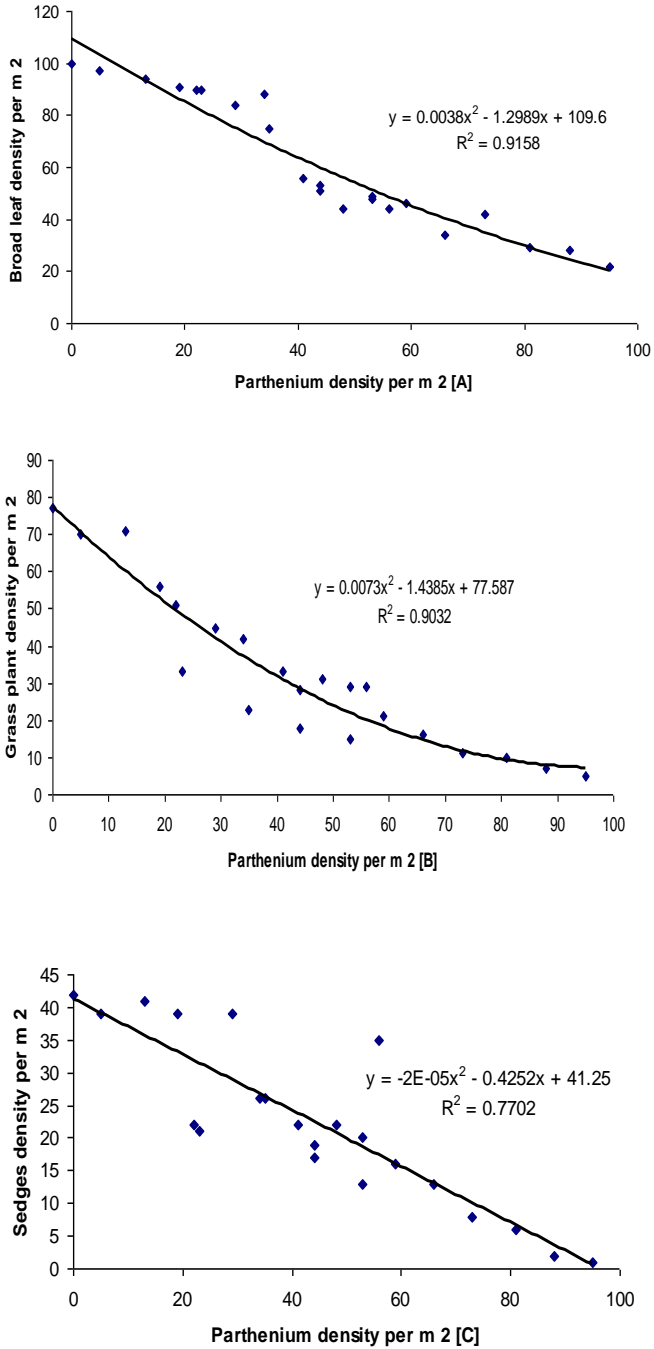 120
100
80
60
40
20
0
Broad leaf density per m 2
y = 0.0038x² - 1.2989x + 109.6
R² = 0.9158
0 20 40 60 80 100
Parthenium density per m 2 [A]
90
80
70
60
50
40
30
20
10
0
Grass plant density per m 2
y = 0.0073x² - 1.4385x + 77.587
R² = 0.9032
0 10 20 30 40 50 60 70 80 90 100
Parthenium density per m 2 [B]
45
40
35
30
25
20
15
10
5
0
Sedges density per m 2
y = -2E-05x² - 0.4252x + 41.25
R² = 0.7702
0 20 40 60 80 100
Parthenium density per m 2 [C]